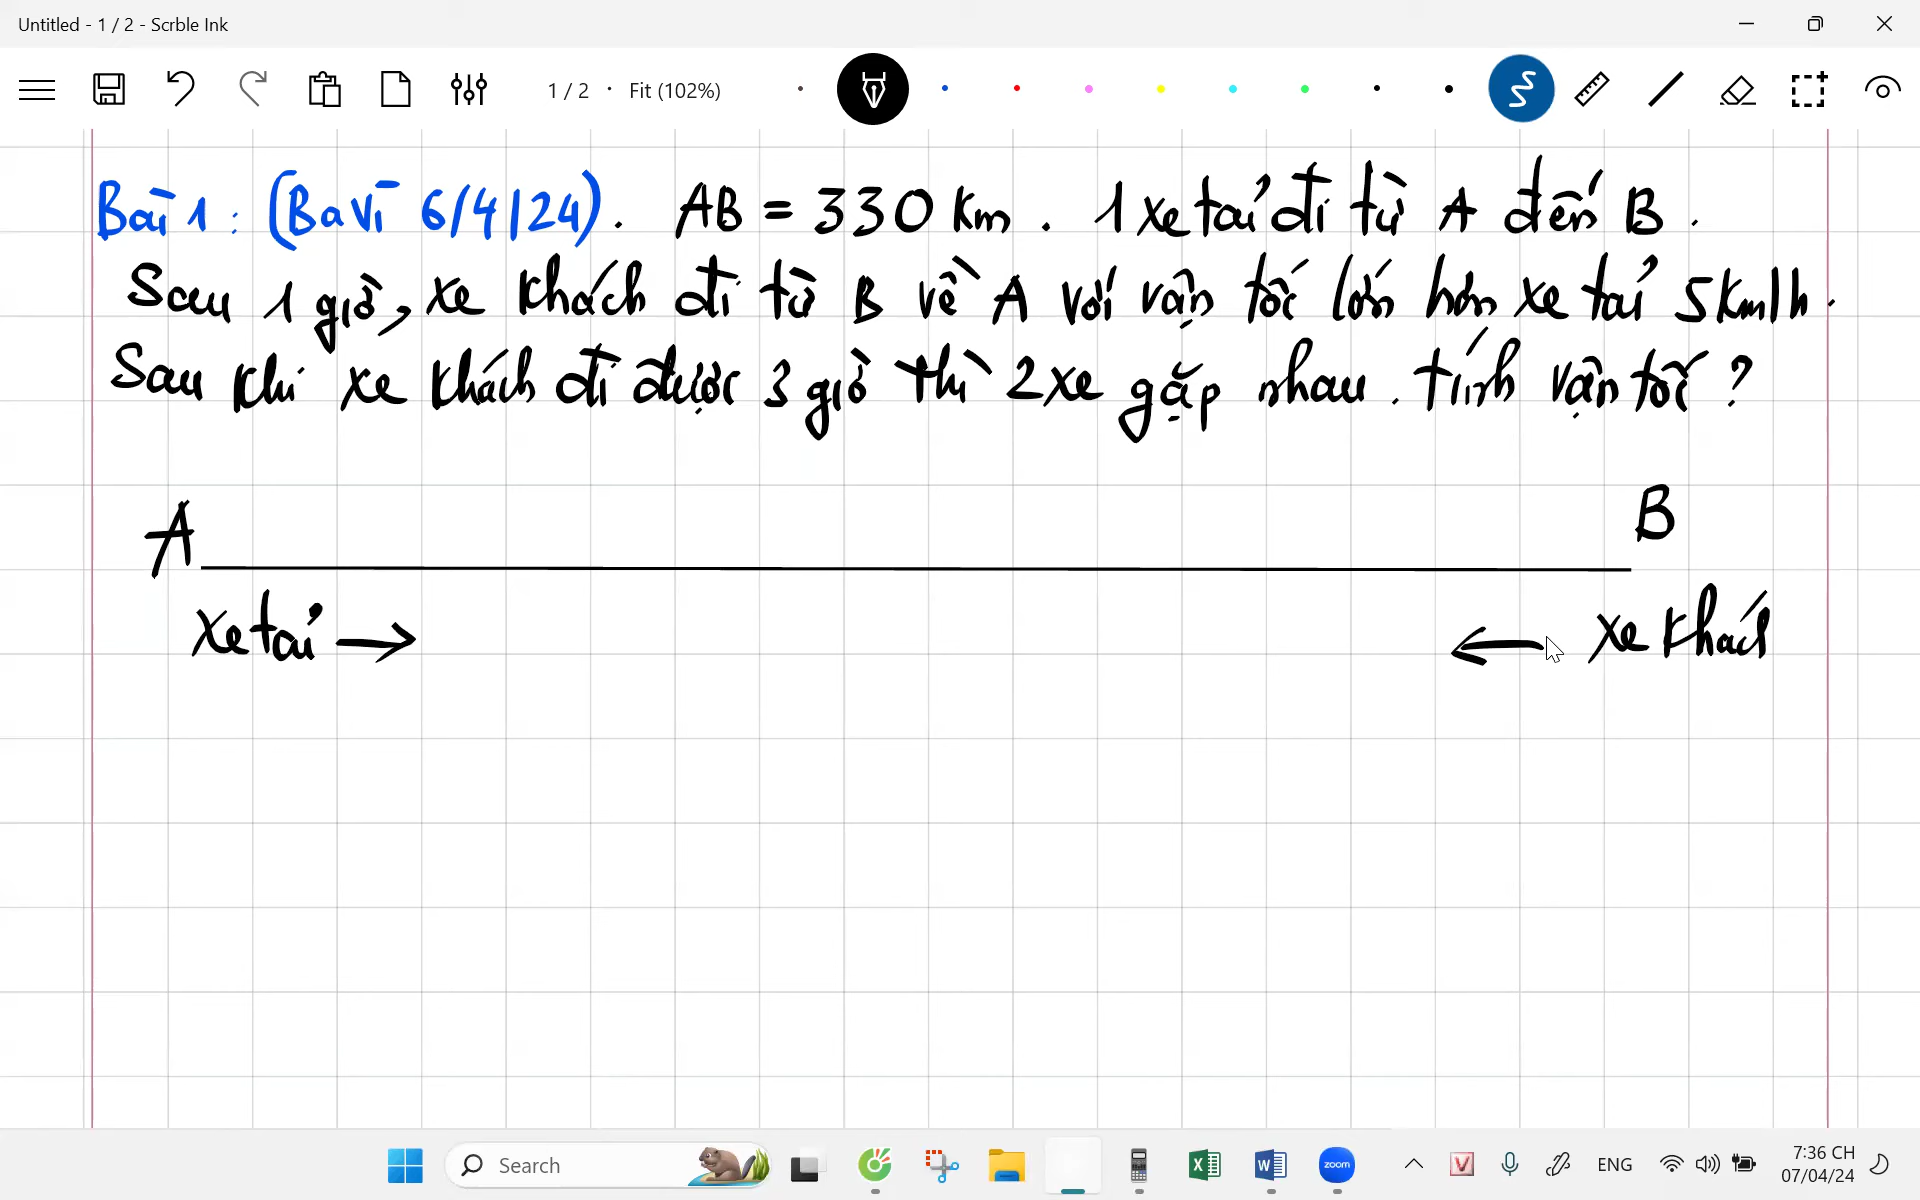 Untitled - 1 / 2 - Scrble Ink
1 / 2 · Fit (102%)
Bài 1 : (Ba Vì 6/4/24). AB = 330 km . 1 xe tải đi từ A đến B .
Sau 1 giờ, xe khách đi từ B về A với vận tốc lớn hơn xe tải 5km/h .
Sau khi xe khách đi được 3 giờ thì 2 xe gặp nhau . tính vận tốc ?
A B
xe tải → ← xe khách
Search
zoom
ENG
7:36 CH
07/04/24